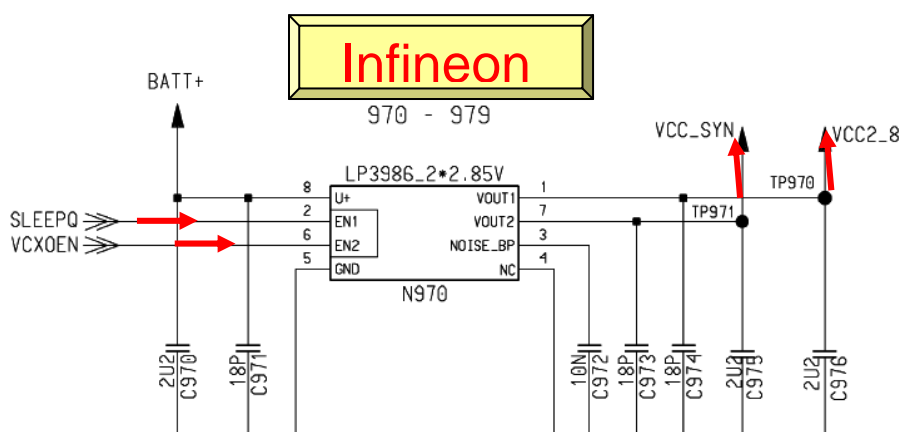 Infineon
970 - 979
BATT+
VCC_SYN
VCC2_8
LP3986_2*2.85V
TP970
8
U+
VOUT1
1
SLEEPQ
2
EN1
VOUT2
7
TP971
VCXOEN
6
EN2
NOISE_BP
3
5
GND
NC
4
N970
2U2
C970
18P
C971
10N
C972
18P
C973
18P
C974
2U2
C975
2U2
C976